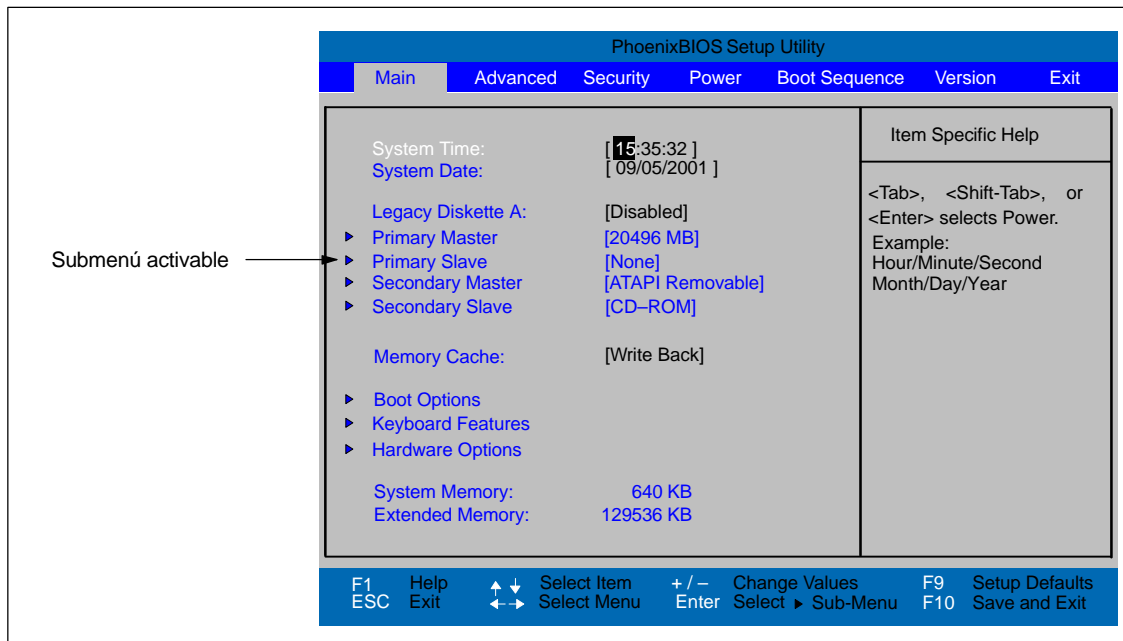 PhoenixBIOS Setup Utility
Main Advanced Security Power Boot Sequence Version Exit
System Time: [ 15:35:32 ]
System Date: [ 09/05/2001 ]
Legacy Diskette A: [Disabled]
Primary Master [20496 MB]
Primary Slave [None]
Secondary Master [ATAPI Removable]
Secondary Slave [CD–ROM]
Memory Cache: [Write Back]
Boot Options
Keyboard Features
Hardware Options
System Memory: 640 KB
Extended Memory: 129536 KB
Item Specific Help
<Tab>, <Shift-Tab>, or
<Enter> selects Power.
Example:
Hour/Minute/Second
Month/Day/Year
Submenú activable
F1 Help Select Item + / – Change Values F9 Setup Defaults
ESC Exit Select Menu Enter Select Sub-Menu F10 Save and Exit